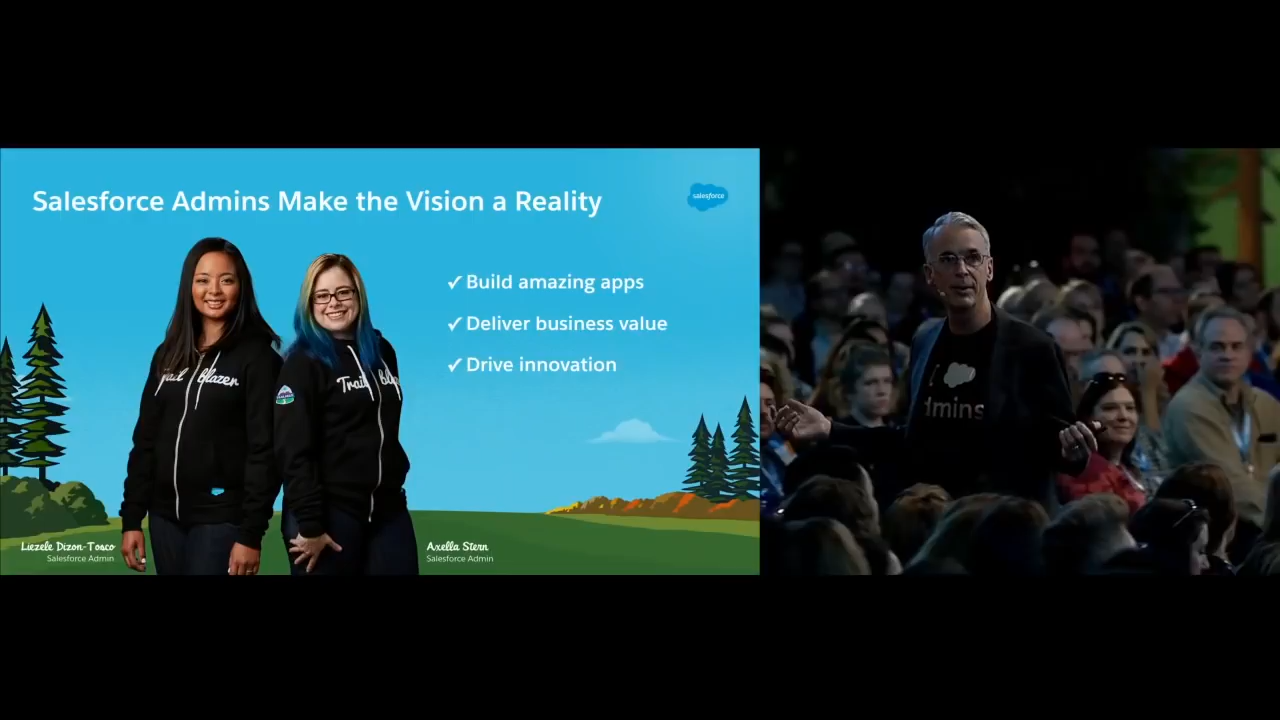 Salesforce Admins Make the Vision a Reality
salesforce
✓ Build amazing apps
✓ Deliver business value
✓ Drive innovation
Trail Blazer
Liezele Dizon-Tosco
Salesforce Admin
Axella Stern
Salesforce Admin